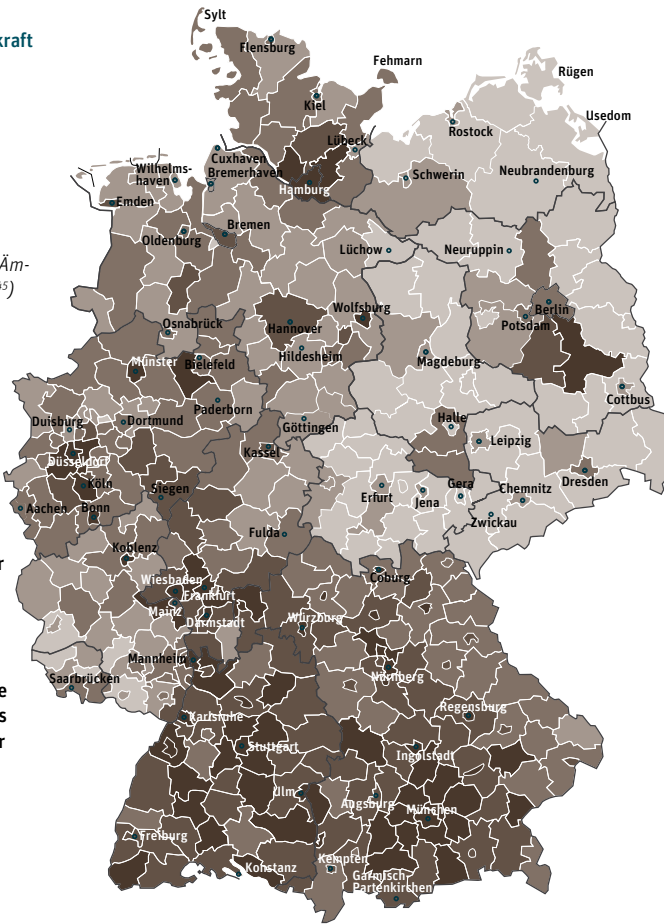 kraft
Sylt
Flensburg
Fehmarn
Rügen
Kiel
Usedom
Lübeck
Rostock
Cuxhaven
Wilhelms-
haven
Bremerhaven
Hamburg
Schwerin
Neubrandenburg
Emden
Bremen
Oldenburg
Lüchow
Neuruppin
Äm-
45)
Wolfsburg
Berlin
Osnabrück
Hannover
Potsdam
Münster
Bielefeld
Hildesheim
Magdeburg
Paderborn
Cottbus
Duisburg
Dortmund
Göttingen
Halle
Leipzig
Kassel
Düsseldorf
Köln
Siegen
Erfurt
Jena
Gera
Chemnitz
Dresden
Aachen
Bonn
Zwickau
Fulda
Koblenz
r
Coburg
Wiesbaden
Frankfurt
Mainz
Darmstadt
Würzburg
Mannheim
Nürnberg
Saarbrücken
e
s
r
Karlsruhe
Regensburg
Stuttgart
Ingolstadt
Ulm
Augsburg
München
Freiburg
Konstanz
Kempten
Garmisch
Partenkirchen